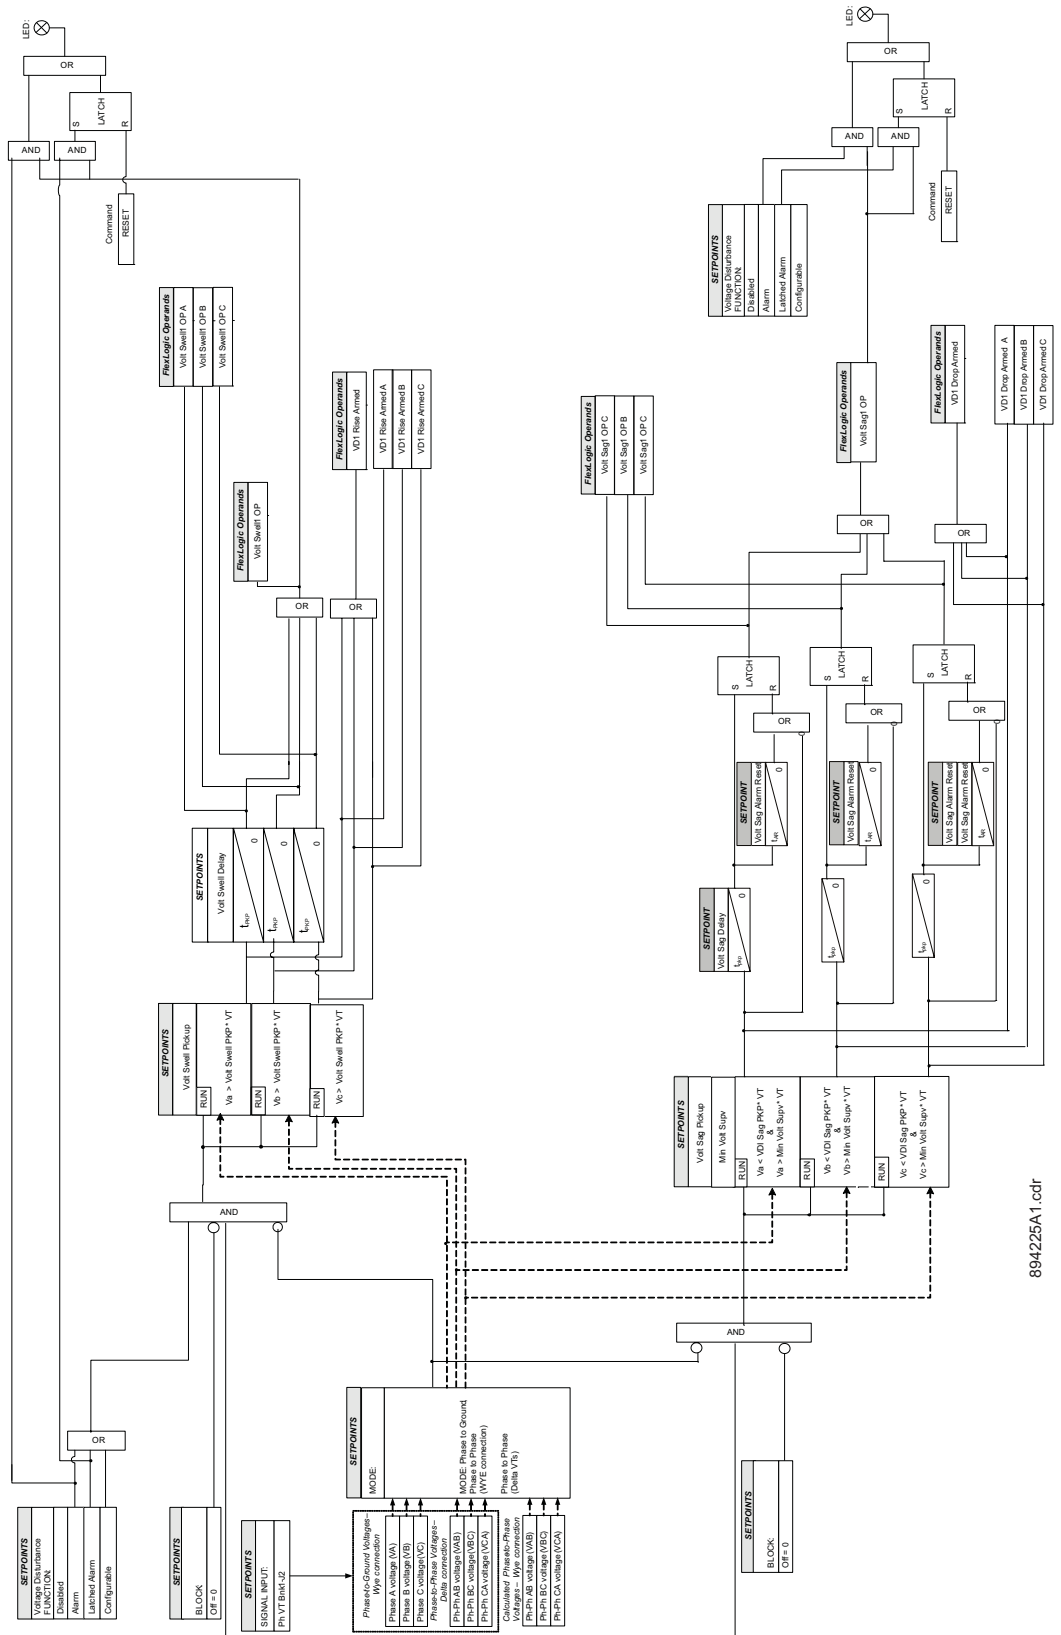 LED:
OR
LATCH
S
R
AND
AND
Command
RESET
FlexLogic Operands
Volt Swell1 OP A
Volt Swell1 OP B
Volt Swell1 OP C
FlexLogic Operands
VD1 Rise Armed
VD1 Rise Armed A
VD1 Rise Armed B
VD1 Rise Armed C
FlexLogic Operands
Volt Swell1 OP
OR
OR
SETPOINTS
Volt Swell Delay
tPKP
0
tPKP
0
tPKP
0
SETPOINTS
Volt Swell Pickup
RUN
Va > Volt Swell PKP* VT
RUN
Vb > Volt Swell PKP* VT
RUN
Vc > Volt Swell PKP* VT
AND
OR
SETPOINTS
Voltage Disturbance
FUNCTION:
Disabled
Alarm
Latched Alarm
Configurable
SETPOINTS
BLOCK:
Off = 0
SETPOINTS
SIGNAL INPUT:
Ph VT Bnk1-J2
SETPOINTS
MODE:
MODE: Phase to Ground,
Phase to Phase
(WYE connection)
Phase to Phase
(Delta VTs)
Phase-to-Ground Voltages–
Wye connection
Phase A voltage (VA)
Phase B voltage (VB)
Phase C voltage (VC)
Phase-to-Phase Voltages–
Delta connection
Ph-Ph AB voltage (VAB)
Ph-Ph BC voltage (VBC)
Ph-Ph CA voltage (VCA)
Calculated Phase-to-Phase
Voltages – Wye connection
Ph-Ph AB voltage (VAB)
Ph-Ph BC voltage (VBC)
Ph-Ph CA voltage (VCA)
LED:
OR
LATCH
S
R
AND
AND
Command
RESET
SETPOINTS
Voltage Disturbance
FUNCTION:
Disabled
Alarm
Latched Alarm
Configurable
FlexLogic Operands
Volt Sag1 OP
FlexLogic Operands
VD1 Drop Armed
VD1 Drop Armed A
VD1 Drop Armed B
VD1 Drop Armed C
FlexLogic Operands
Volt Sag1 OP C
Volt Sag1 OP B
Volt Sag1 OP C
OR
OR
S
LATCH
R
S
LATCH
R
S
LATCH
R
OR
OR
OR
SETPOINT
Volt Sag Alarm Reset
tAR
0
SETPOINT
Volt Sag Alarm Reset
tAR
0
SETPOINT
Volt Sag Alarm Reset
Volt Sag Alarm Reset
tAR
0
SETPOINT
Volt Sag Delay
tpkp
0
tpkp
0
tpkp
0
SETPOINTS
Volt Sag Pickup
Min Volt Supv
RUN
Va < VDI Sag PKP* VT
&
Va > Min Volt Supv* VT
RUN
Vb < VDI Sag PKP* VT
&
Vb > Min Volt Supv* VT
RUN
Vc < VDI Sag PKP* VT
&
Vc > Min Volt Supv* VT
AND
SETPOINTS
BLOCK:
Off = 0
894225A1.cdr